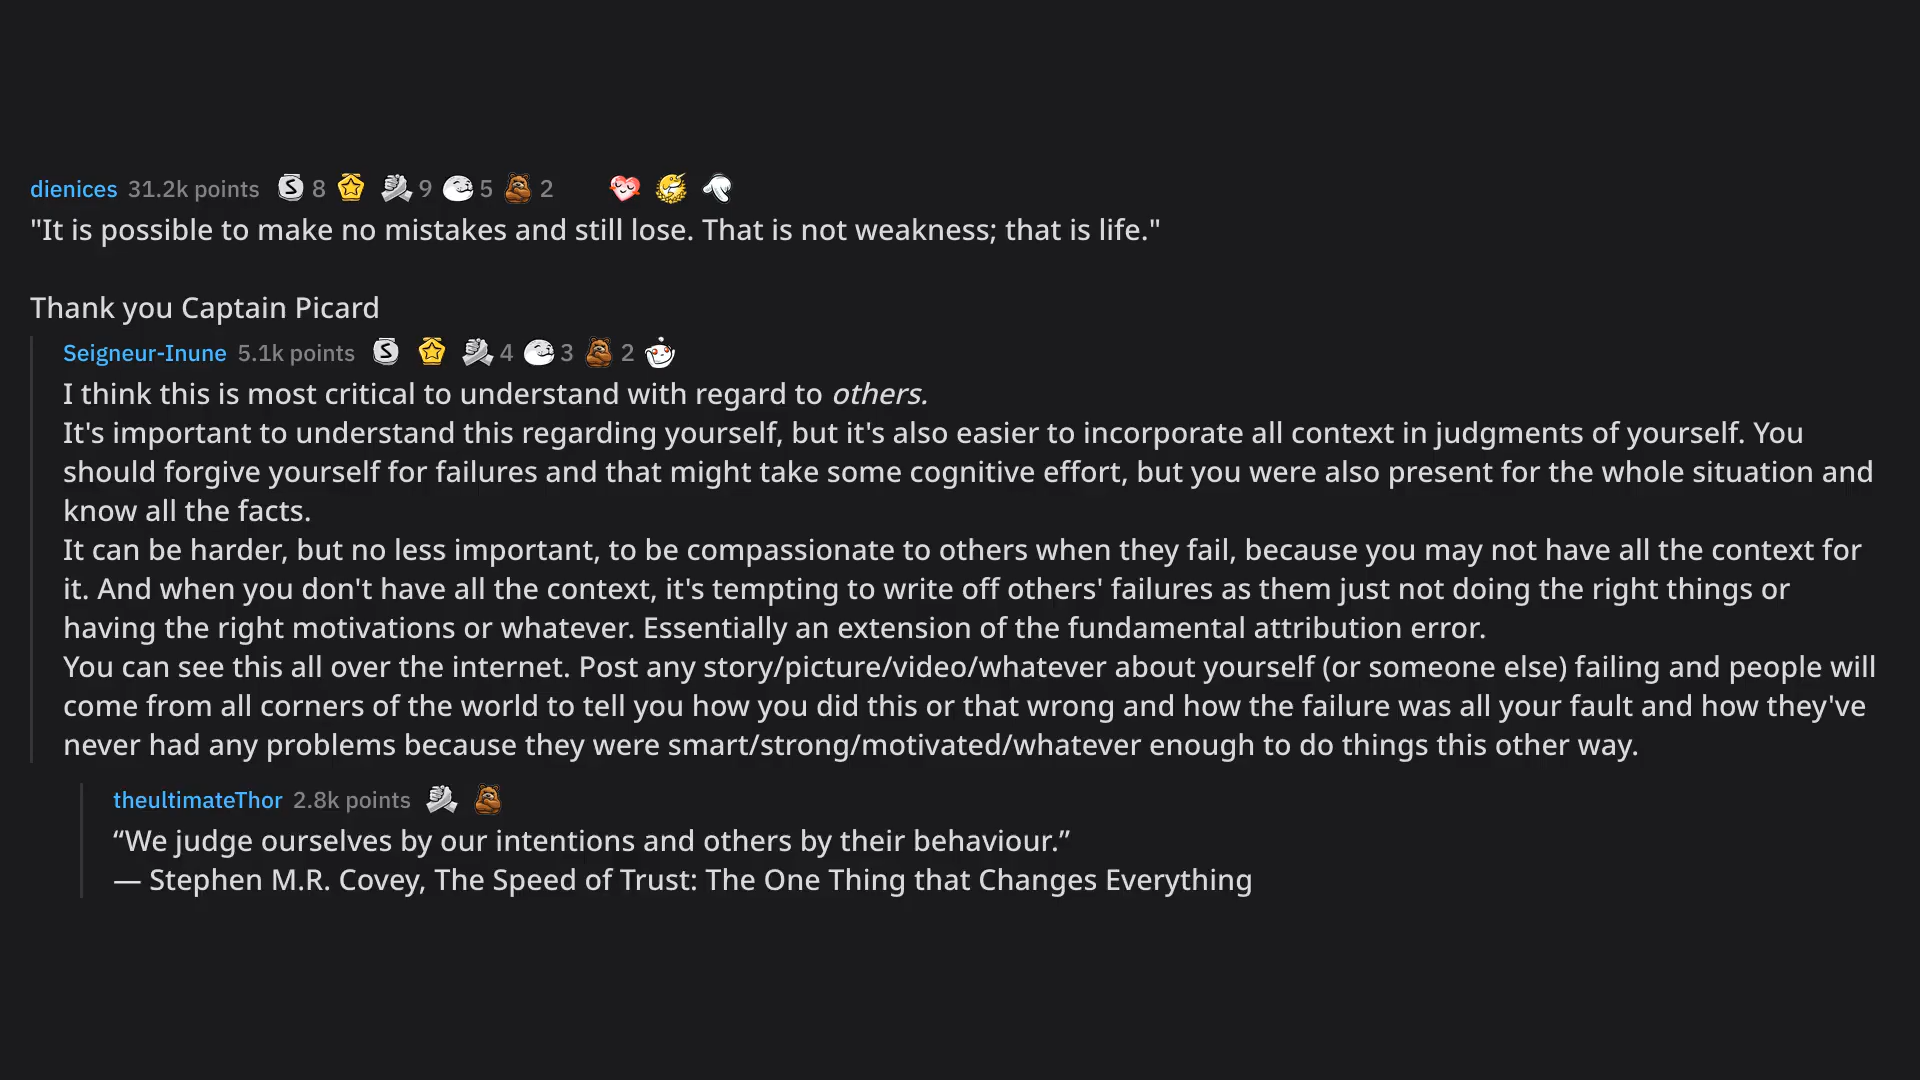 dienices 31.2k points 8 9 5 2
"It is possible to make no mistakes and still lose. That is not weakness; that is life."
Thank you Captain Picard
Seigneur-Inune 5.1k points 4 3 2
I think this is most critical to understand with regard to others.
It's important to understand this regarding yourself, but it's also easier to incorporate all context in judgments of yourself. You
should forgive yourself for failures and that might take some cognitive effort, but you were also present for the whole situation and
know all the facts.
It can be harder, but no less important, to be compassionate to others when they fail, because you may not have all the context for
it. And when you don't have all the context, it's tempting to write off others' failures as them just not doing the right things or
having the right motivations or whatever. Essentially an extension of the fundamental attribution error.
You can see this all over the internet. Post any story/picture/video/whatever about yourself (or someone else) failing and people will
come from all corners of the world to tell you how you did this or that wrong and how the failure was all your fault and how they've
never had any problems because they were smart/strong/motivated/whatever enough to do things this other way.
theultimateThor 2.8k points
“We judge ourselves by our intentions and others by their behaviour.”
— Stephen M.R. Covey, The Speed of Trust: The One Thing that Changes Everything